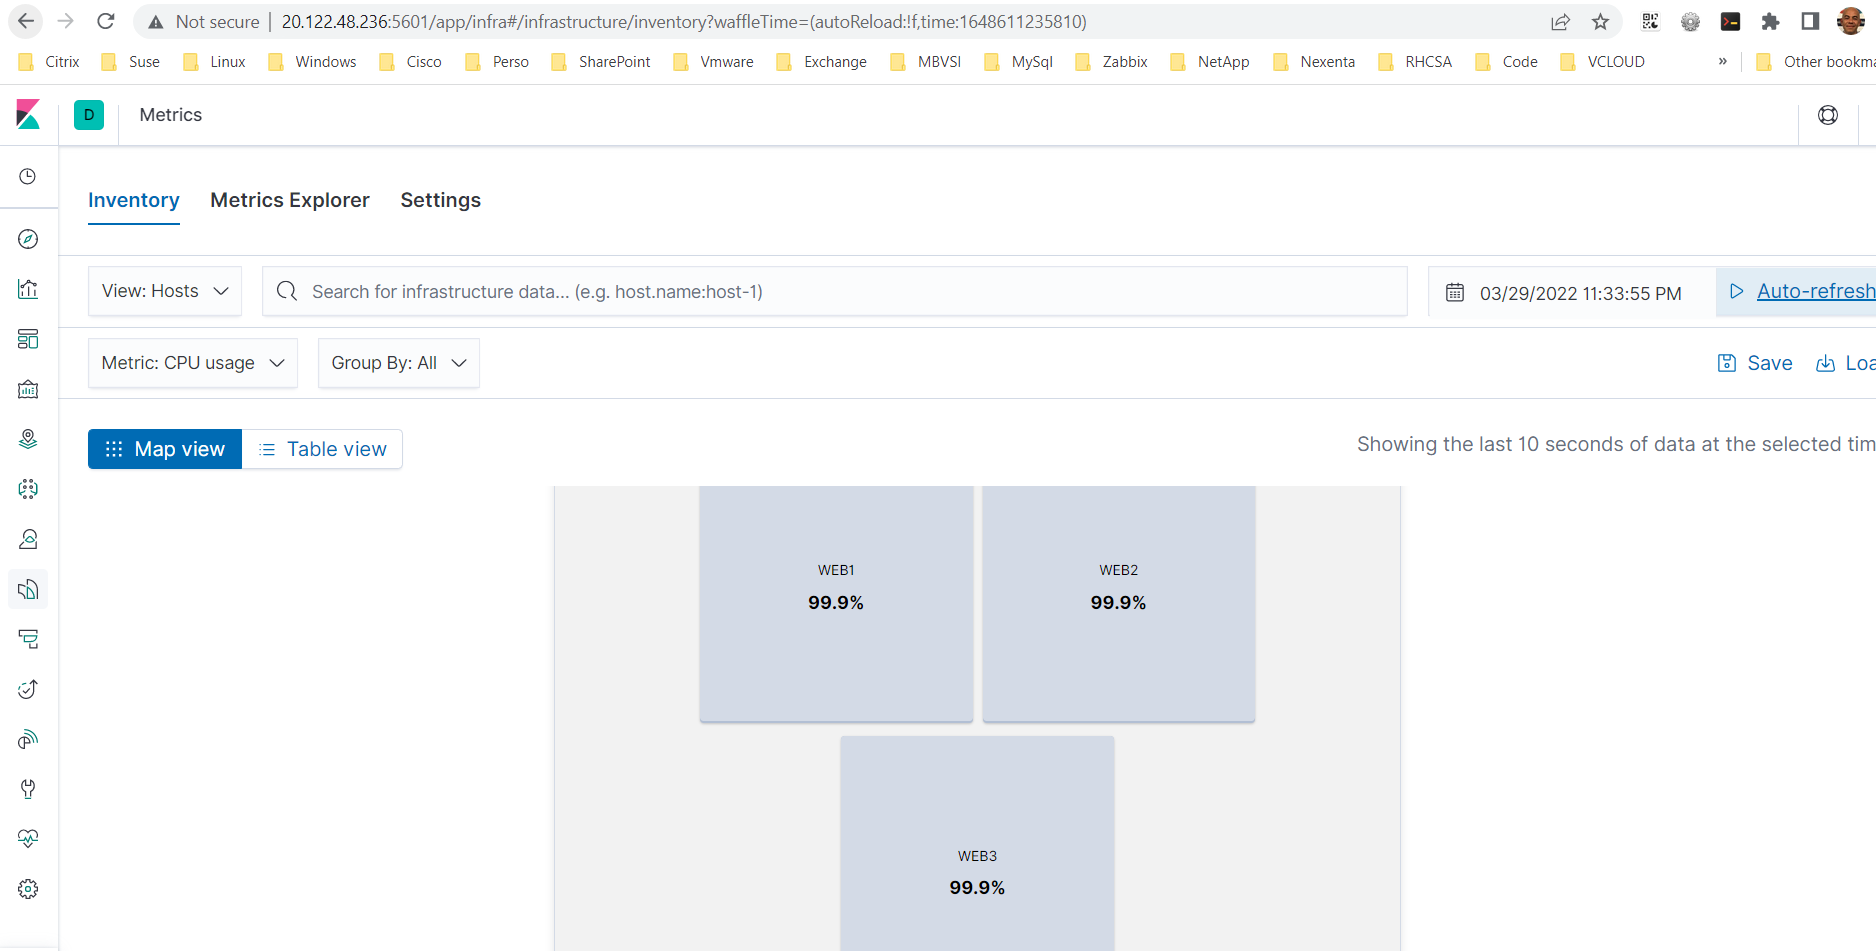 Not secure | 20.122.48.236:5601/app/infra#/infrastructure/inventory?waffleTime=(autoReload:!f,time:1648611235810)
Citrix Suse Linux Windows Cisco Perso SharePoint Vmware Exchange MBVSI MySql Zabbix NetApp Nexenta RHCSA Code VCLOUD » Other bookma
D Metrics
Inventory Metrics Explorer Settings
View: Hosts Search for infrastructure data... (e.g. host.name:host-1) 03/29/2022 11:33:55 PM Auto-refresh
Metric: CPU usage Group By: All Save Loa
Map view Table view Showing the last 10 seconds of data at the selected tim
WEB1 WEB2
99.9% 99.9%
WEB3
99.9%